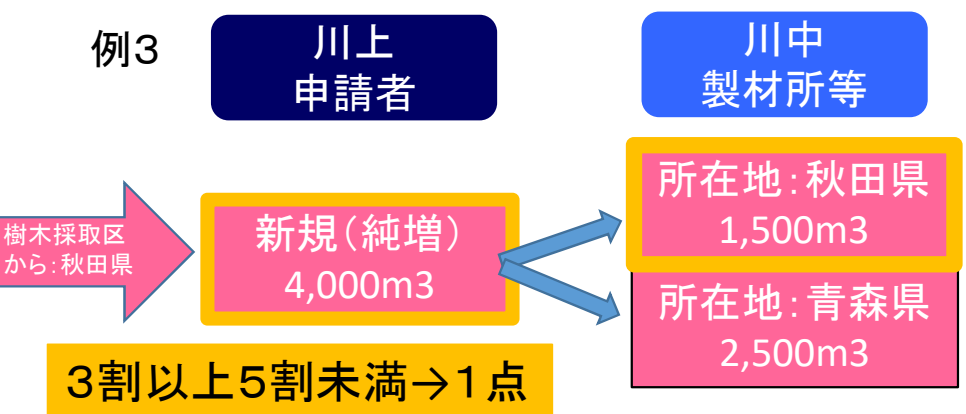 例3
川上
申請者
川中
製材所等
樹木採取区
から:秋田県
新規(純増)
4,000m3
所在地:秋田県
1,500m3
所在地:青森県
2,500m3
3割以上5割未満→1点